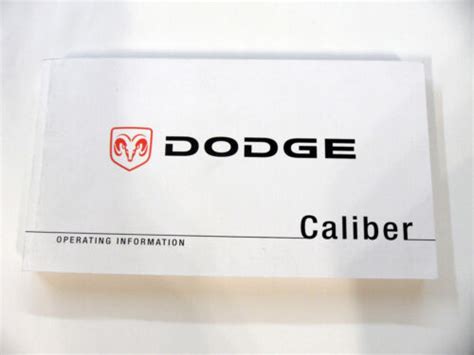 DODGE
Caliber
OPERATING INFORMATION